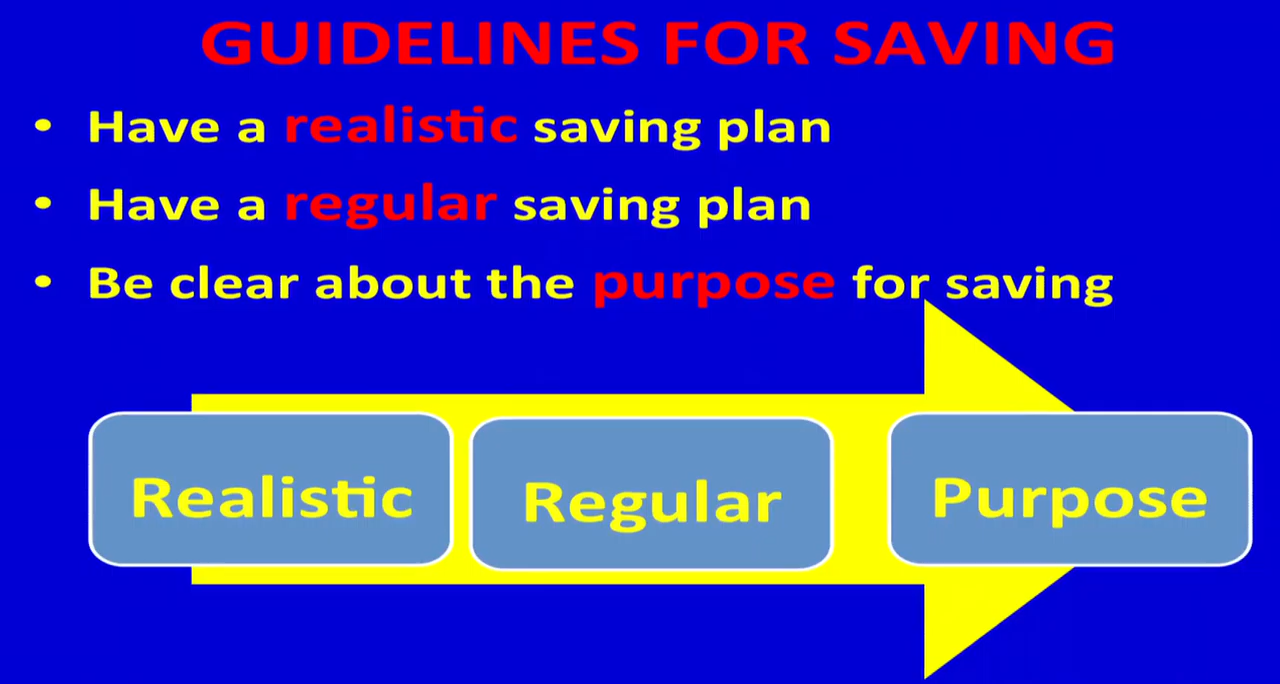 GUIDELINES FOR SAVING
• Have a realistic saving plan
• Have a regular saving plan
• Be clear about the purpose for saving
Realistic
Regular
Purpose